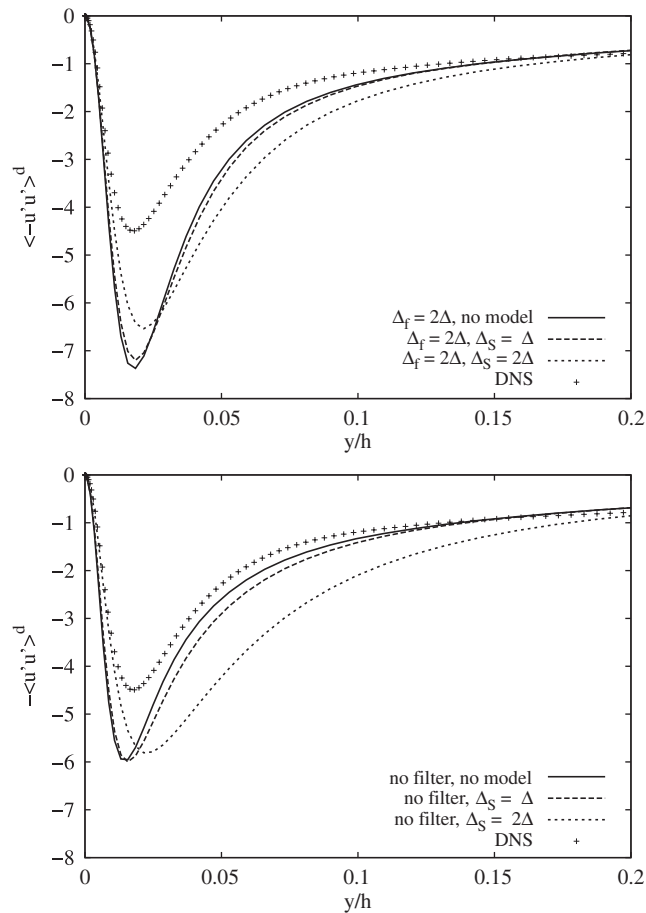 0
−1
−2
−3
−4
−5
−6
−7
−8
<−u'u'>^d
Δ_f = 2Δ, no model
Δ_f = 2Δ, Δ_S = Δ
Δ_f = 2Δ, Δ_S = 2Δ
DNS
0 0.05 0.1 0.15 0.2
y/h
0
−1
−2
−3
−4
−5
−6
−7
−8
−<u'u'>^d
no filter, no model
no filter, Δ_S = Δ
no filter, Δ_S = 2Δ
DNS
0 0.05 0.1 0.15 0.2
y/h